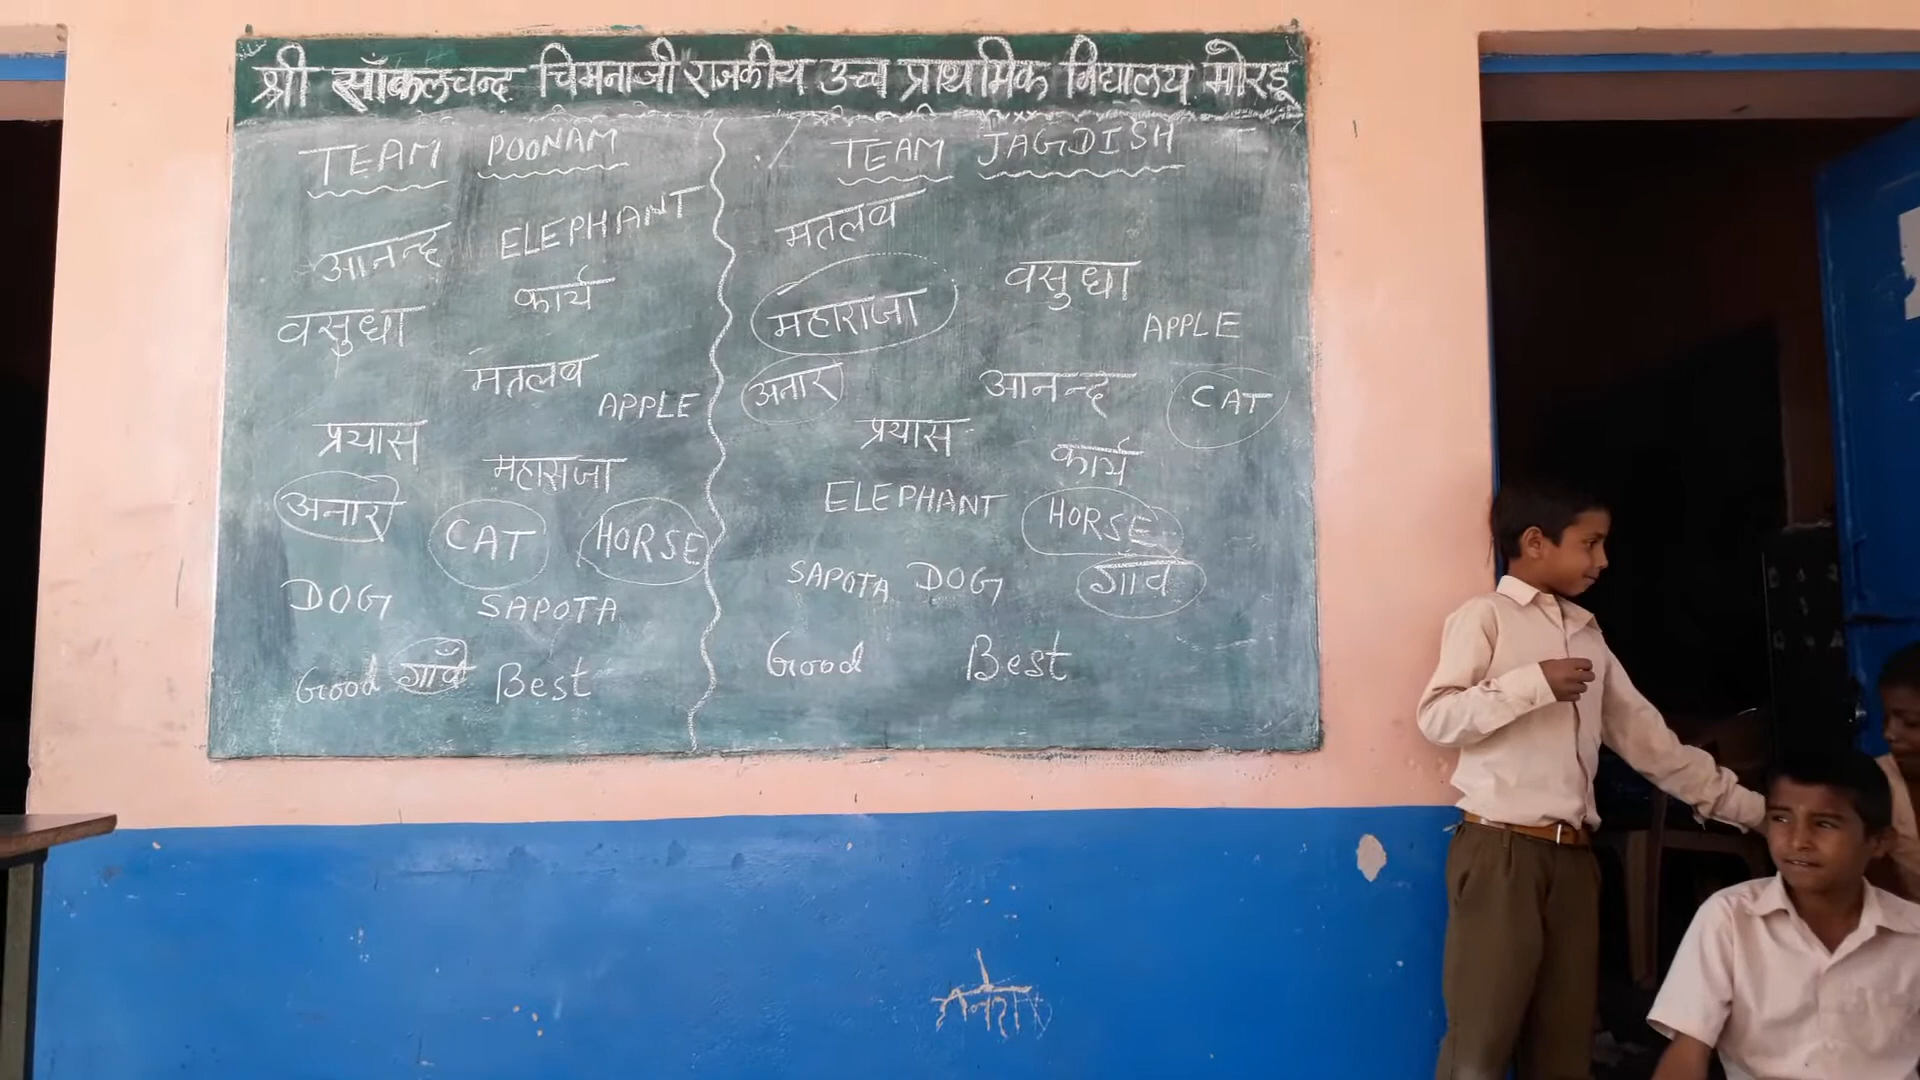 श्री साँकलचन्द चिमनाजी राजकीय उच्च प्राथमिक विद्यालय मोरडू
TEAM POONAM
आनन्द ELEPHANT
कार्य
वसुधा
मतलब
APPLE
प्रयास
महाराजा
अनार CAT HORSE
DOG SAPOTA
Good गाँव Best
TEAM JAGDISH
मतलब
वसुधा
महाराजा APPLE
अनार आनन्द CAT
प्रयास कार्य
ELEPHANT HORSE
SAPOTA DOG गाव
Good Best